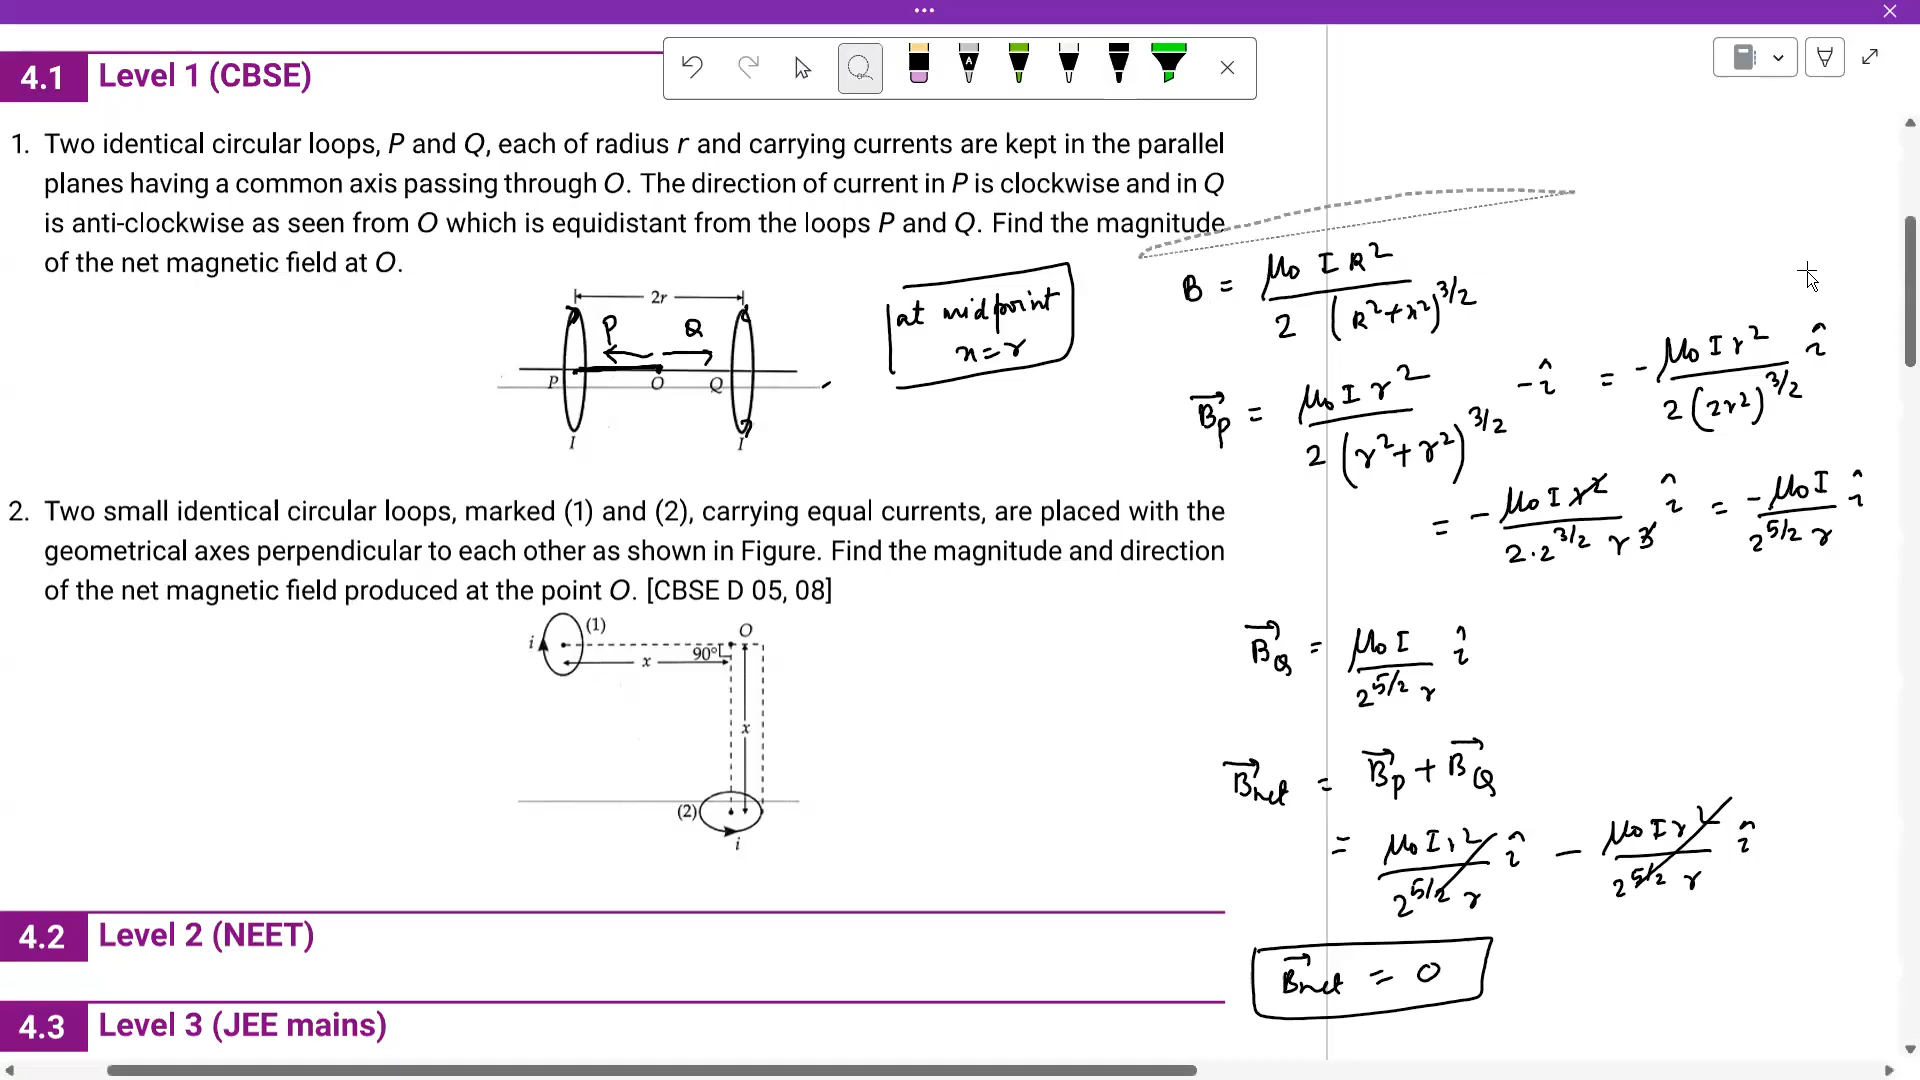 4.1 Level 1 (CBSE)
1. Two identical circular loops, P and Q, each of radius r and carrying currents are kept in the parallel
planes having a common axis passing through O. The direction of current in P is clockwise and in Q
is anti-clockwise as seen from O which is equidistant from the loops P and Q. Find the magnitude
of the net magnetic field at O.
2r
P Q
P O Q
I I
at midpoint
x = r
B = μ₀ I R² / 2 (R² + x²)^3/2
B⃗_P = μ₀ I r² / 2 (r² + r²)^3/2 -î = - μ₀ I r² / 2 (2r²)^3/2 î
= - μ₀ I r² / 2·2^3/2 r³ î = - μ₀ I / 2^5/2 r î
B⃗_Q = μ₀ I / 2^5/2 r î
B⃗_net = B⃗_P + B⃗_Q
= μ₀ I r² / 2^5/2 r î - μ₀ I r² / 2^5/2 r î
B⃗_net = 0
2. Two small identical circular loops, marked (1) and (2), carrying equal currents, are placed with the
geometrical axes perpendicular to each other as shown in Figure. Find the magnitude and direction
of the net magnetic field produced at the point O. [CBSE D 05, 08]
(1) O
i
90°
x
x
(2)
i
4.2 Level 2 (NEET)
4.3 Level 3 (JEE mains)